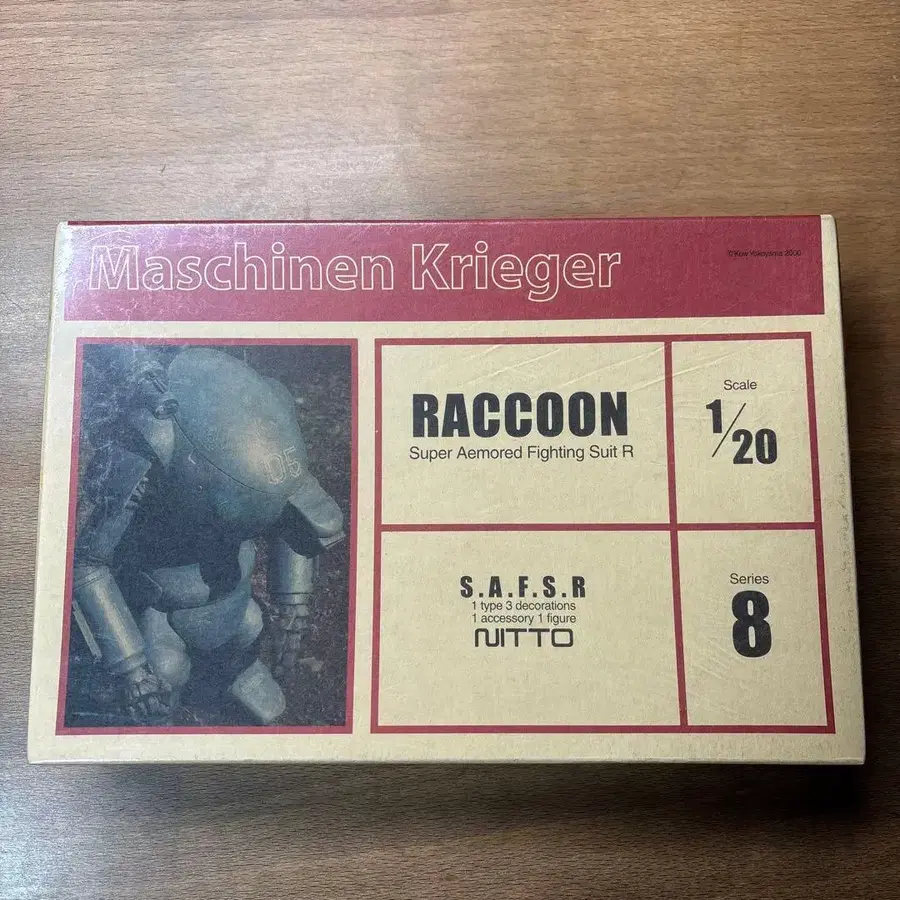 Maschinen Krieger
©Kow Yokoyama 2000
05
RACCOON
Super Aemored Fighting Suit R
Scale
1/20
S.A.F.S.R
1 type 3 decorations
1 accessory 1 figure
NITTO
Series
8